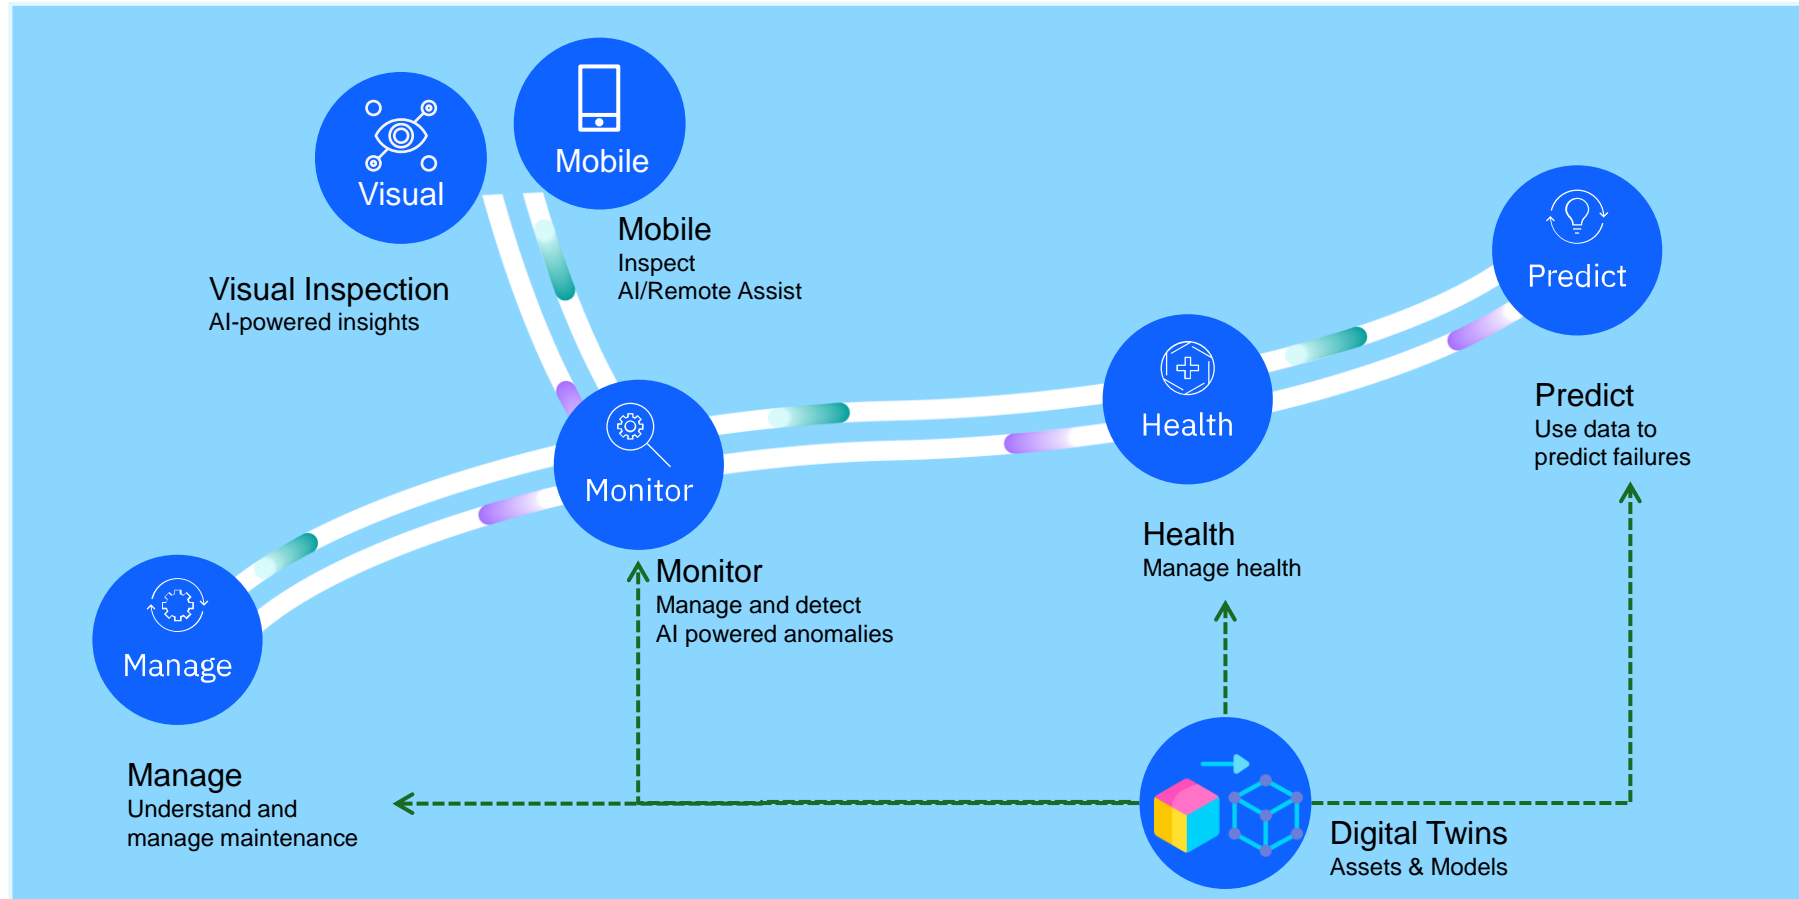 Visual
Mobile
Visual Inspection
AI-powered insights
Mobile
Inspect
AI/Remote Assist
Predict
Predict
Use data to
predict failures
Health
Health
Manage health
Monitor
Monitor
Manage and detect
AI powered anomalies
Manage
Manage
Understand and
manage maintenance
Digital Twins
Assets & Models